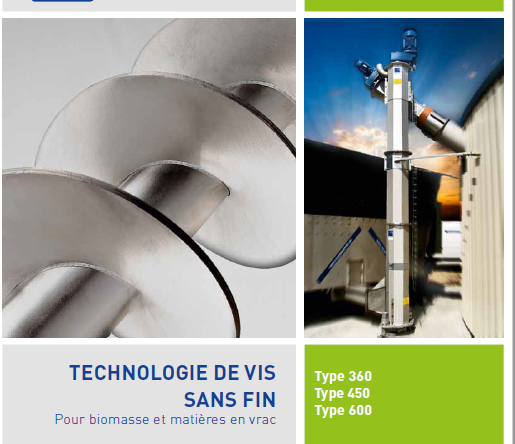 TECHNOLOGIE DE VIS
SANS FIN
Pour biomasse et matières en vrac
Type 360
Type 450
Type 600